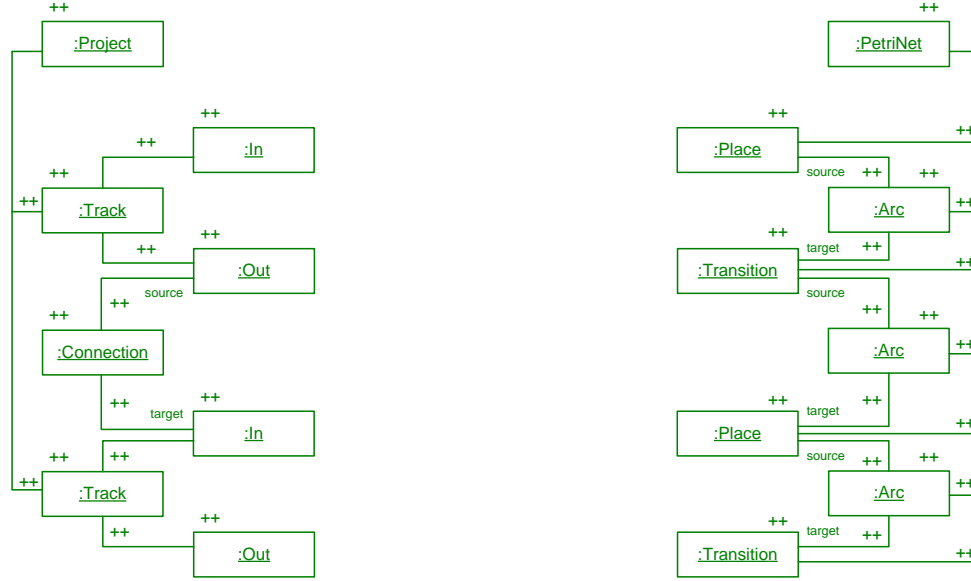 ++ ++
:Project :PetriNet
++ ++
++ :In :Place ++
++ source ++ ++
++ :Track :Arc ++
++ ++ ++ target ++
:Out :Transition ++
source ++ source ++ ++
++
:Connection :Arc ++
++ ++ ++ ++
target target
:In :Place ++
++ ++ source ++ ++
++ :Track :Arc ++
++ ++ ++ target ++
:Out :Transition ++